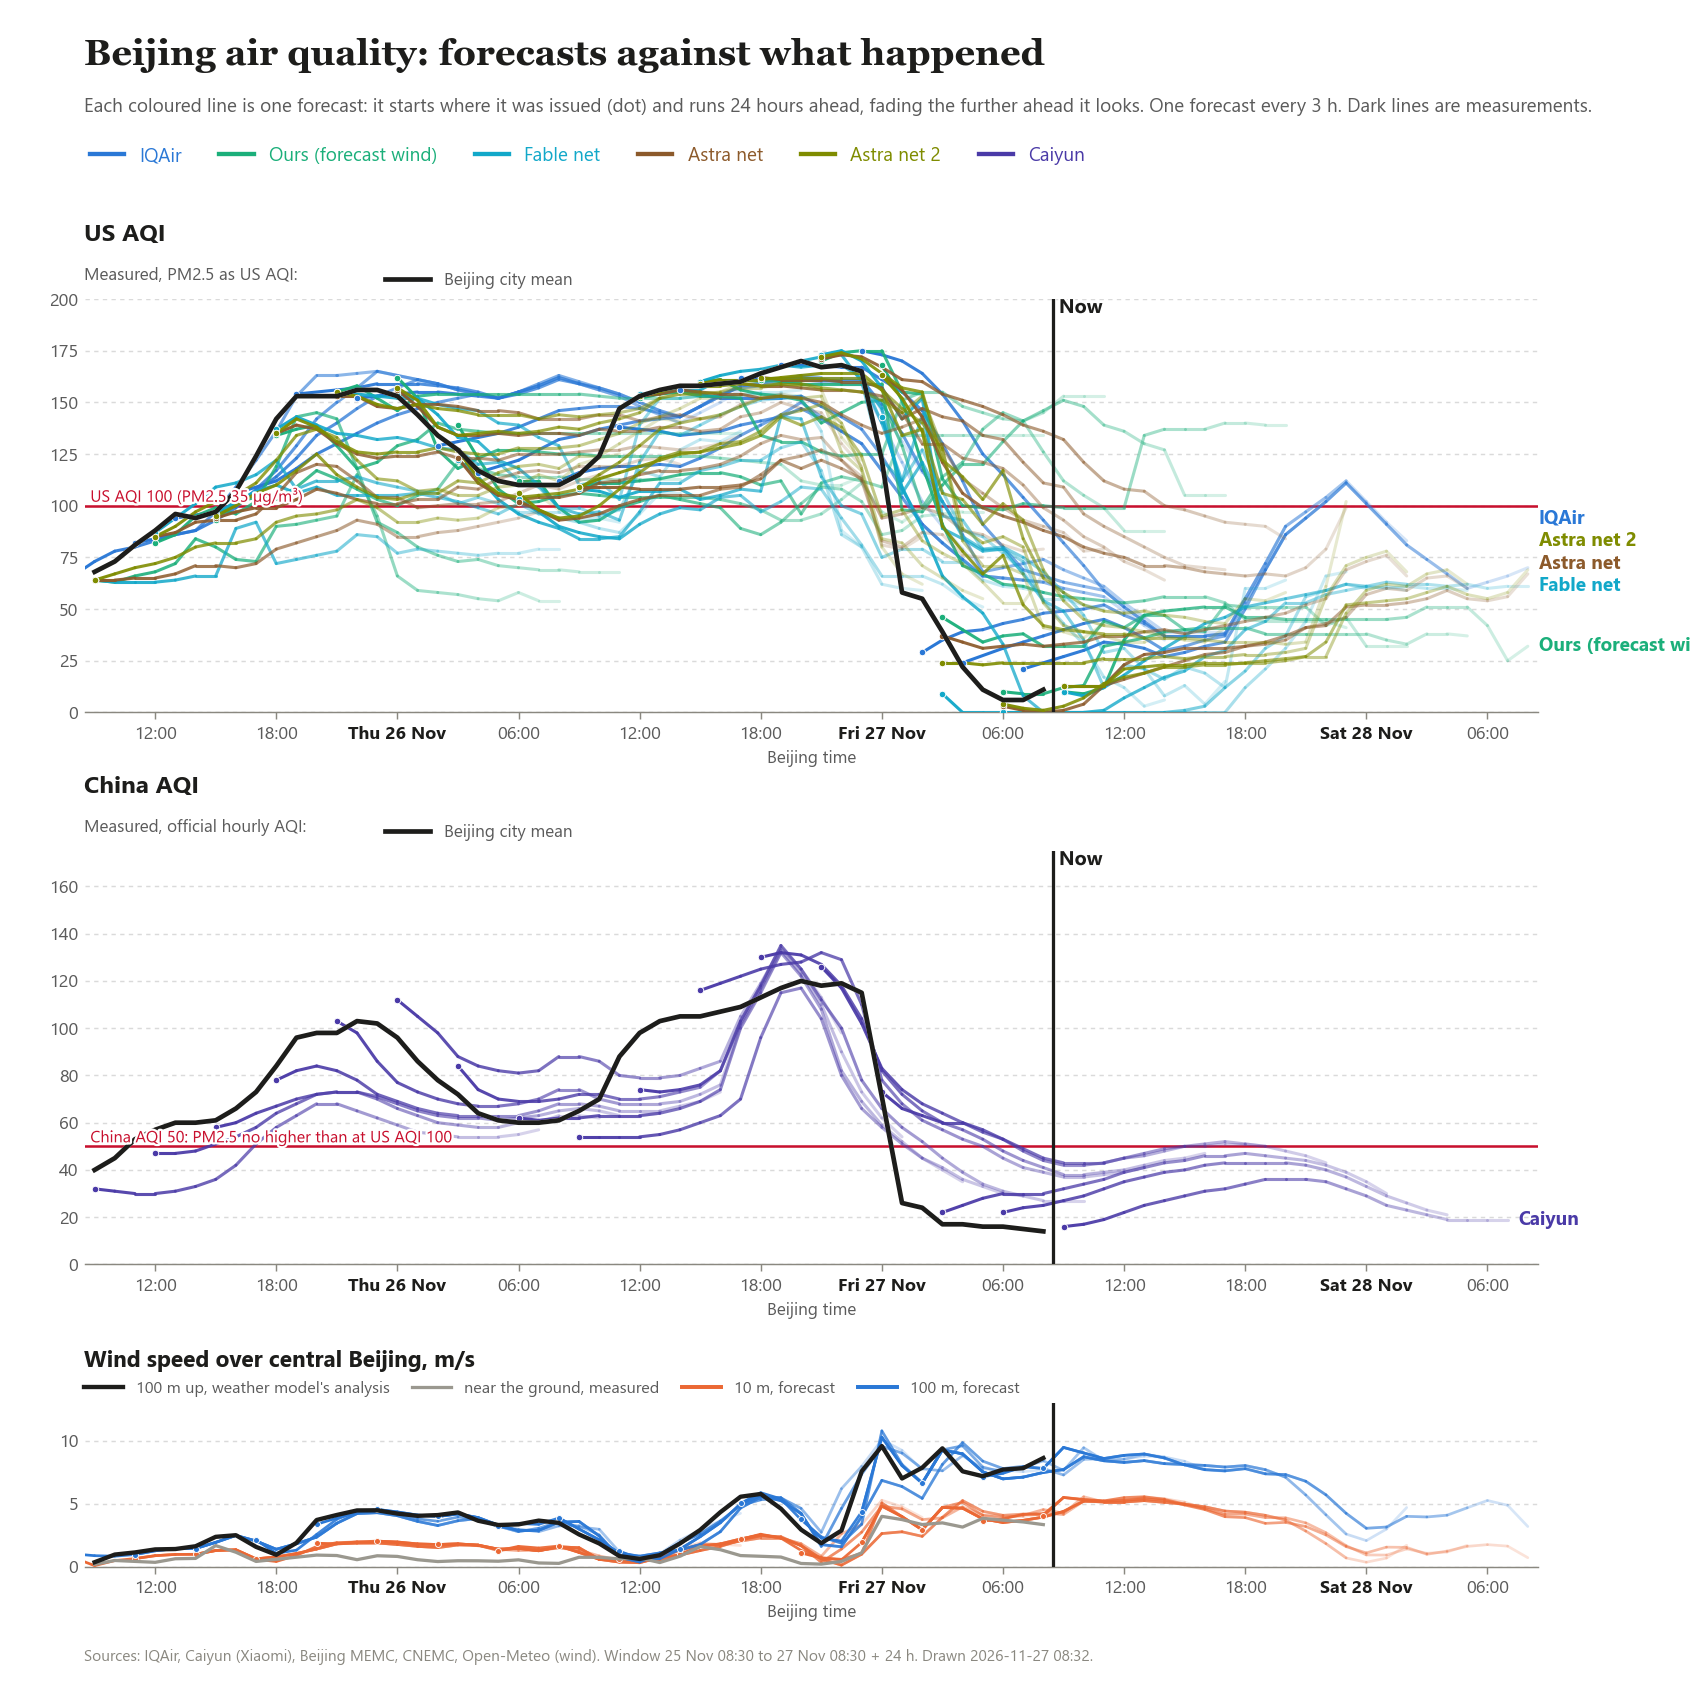 Beijing air quality: forecasts against what happened
Each coloured line is one forecast: it starts where it was issued (dot) and runs 24 hours ahead, fading the further ahead it looks. One forecast every 3 h. Dark lines are measurements.
IQAir Ours (forecast wind) Fable net Astra net Astra net 2 Caiyun
US AQI
Measured, PM2.5 as US AQI: Beijing city mean
200
Now
175
150
125
US AQI 100 (PM2.5 35 µg/m³)
100
IQAir
Astra net 2
75
Astra net
Fable net
50
Ours (forecast wi
25
0
12:00 18:00 Thu 26 Nov 06:00 12:00 18:00 Fri 27 Nov 06:00 12:00 18:00 Sat 28 Nov 06:00
Beijing time
China AQI
Measured, official hourly AQI: Beijing city mean
Now
160
140
120
100
80
60
China AQI 50: PM2.5 no higher than at US AQI 100
40
20
Caiyun
0
12:00 18:00 Thu 26 Nov 06:00 12:00 18:00 Fri 27 Nov 06:00 12:00 18:00 Sat 28 Nov 06:00
Beijing time
Wind speed over central Beijing, m/s
100 m up, weather model's analysis near the ground, measured 10 m, forecast 100 m, forecast
10
5
0
12:00 18:00 Thu 26 Nov 06:00 12:00 18:00 Fri 27 Nov 06:00 12:00 18:00 Sat 28 Nov 06:00
Beijing time
Sources: IQAir, Caiyun (Xiaomi), Beijing MEMC, CNEMC, Open-Meteo (wind). Window 25 Nov 08:30 to 27 Nov 08:30 + 24 h. Drawn 2026-11-27 08:32.